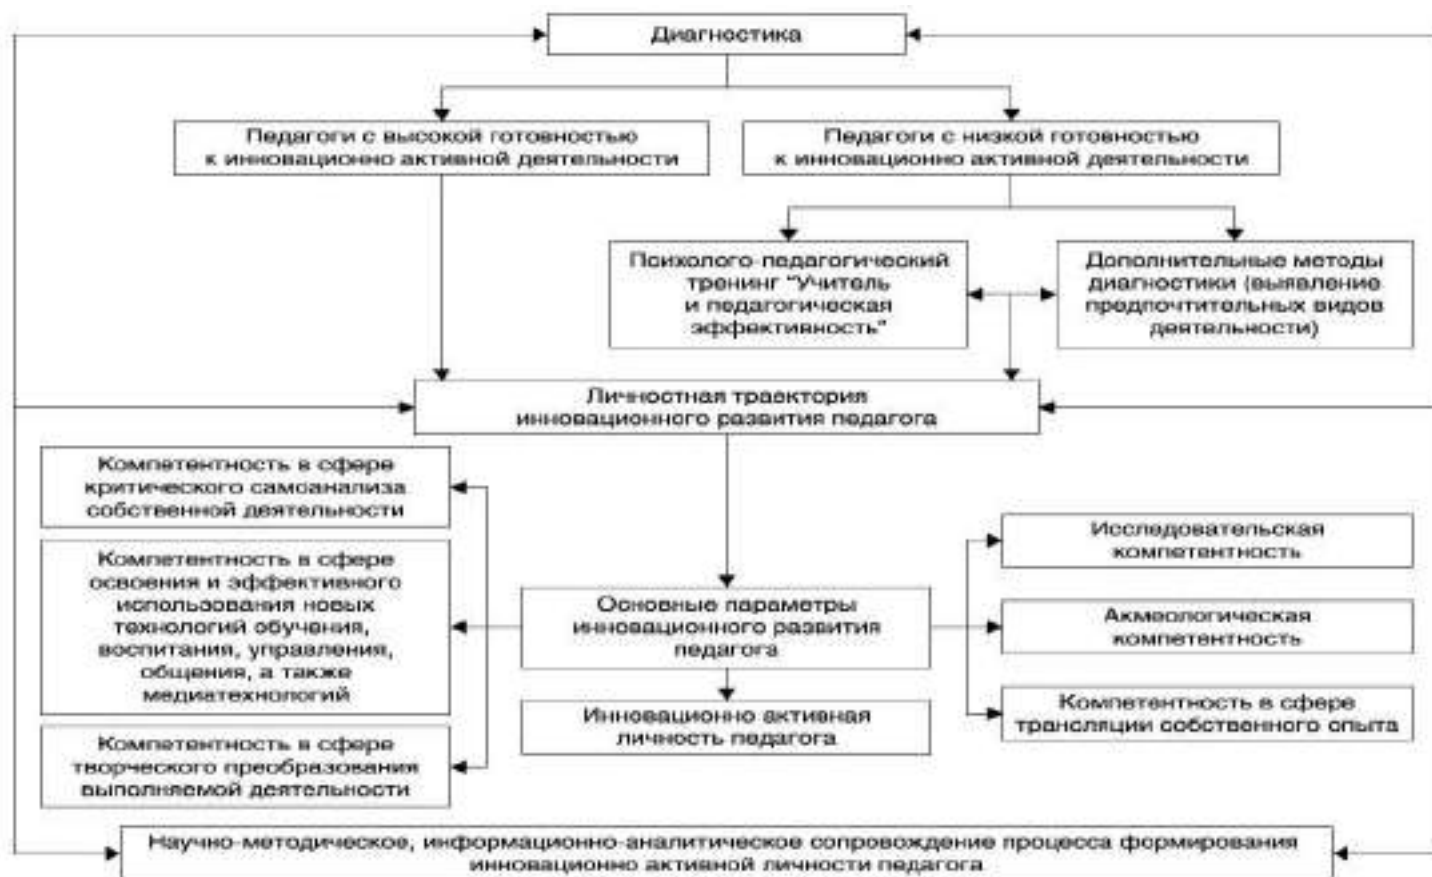 Диагностика
Педагоги с высокой готовностью
к инновационно активной деятельности
Педагоги с низкой готовностью
к инновационно активной деятельности
Психолого-педагогический
тренинг "Учитель
и педагогическая
эффективность"
Дополнительные методы
диагностики (выявление
предпочтительных видов
деятельности)
Личностная траектория
инновационного развития педагога
Компетентность в сфере
критического самоанализа
собственной деятельности
Компетентность в сфере
освоения и эффективного
использования новых
технологий обучения,
воспитания, управления,
общения, а также
медиатехнологий
Компетентность в сфере
творческого преобразования
выполняемой деятельности
Основные параметры
инновационного развития
педагога
Инновационно активная
личность педагога
Исследовательская
компетентность
Акмеологическая
компетентность
Компетентность в сфере
трансляции собственного опыта
Научно-методическое, информационно-аналитическое сопровождение процесса формирования
инновационно активной личности педагога